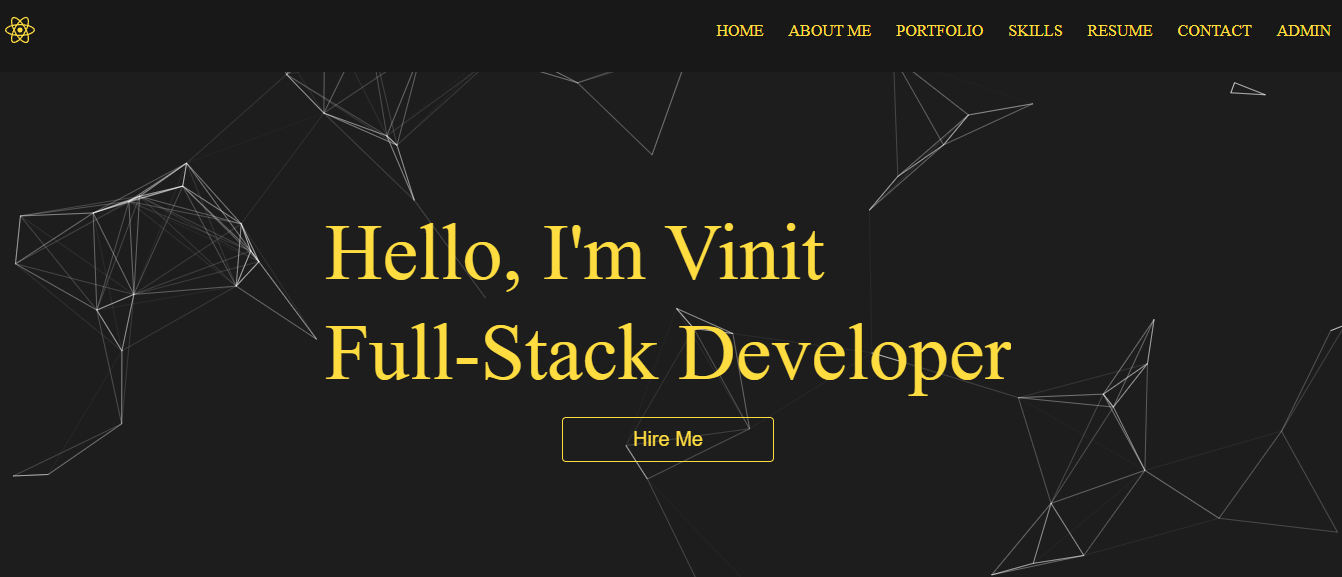 HOME ABOUT ME PORTFOLIO SKILLS RESUME CONTACT ADMIN
Hello, I'm Vinit
Full-Stack Developer
Hire Me